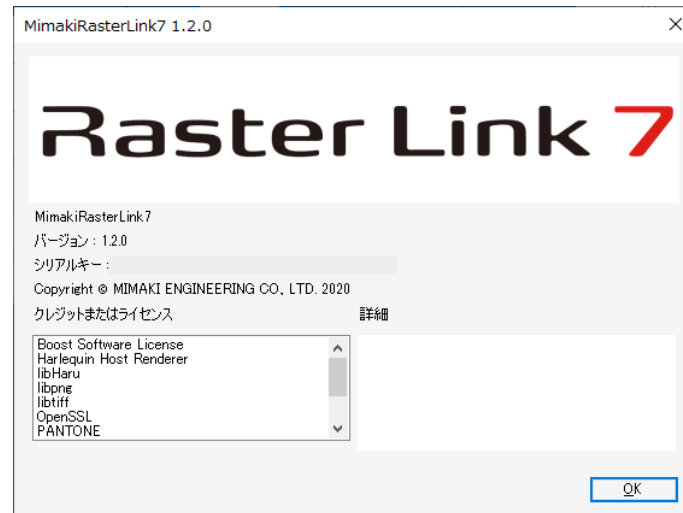 MimakiRasterLink7 1.2.0
Raster Link 7
MimakiRasterLink7
バージョン : 1.2.0
シリアルキー :
Copyright © MIMAKI ENGINEERING CO., LTD. 2020
クレジットまたはライセンス
詳細
Boost Software License
Harlequin Host Renderer
libHaru
libpng
libtiff
OpenSSL
PANTONE
OK